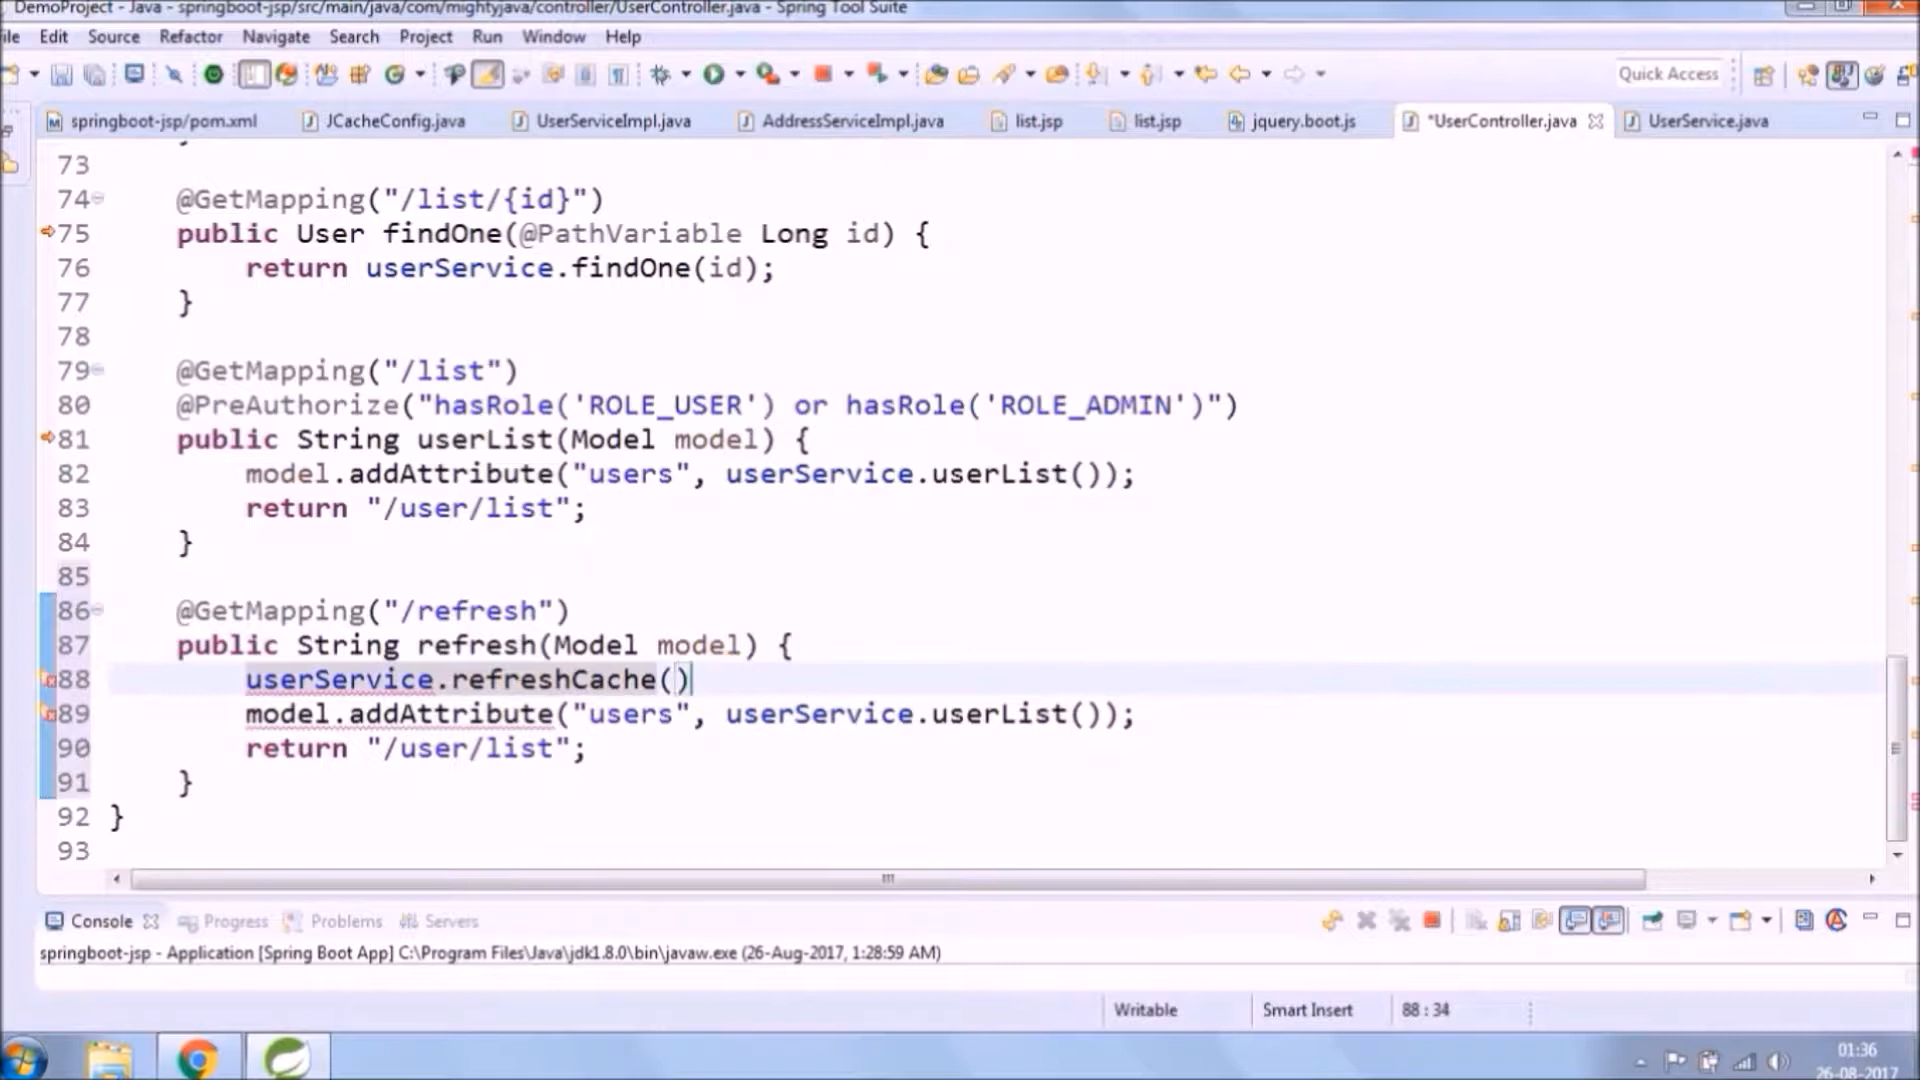 DemoProject - Java - springboot-jsp/src/main/java/com/mightyjava/controller/UserController.java - Spring Tool Suite
File Edit Source Refactor Navigate Search Project Run Window Help
Quick Access
springboot-jsp/pom.xml JCacheConfig.java UserServiceImpl.java AddressServiceImpl.java list.jsp list.jsp jquery.boot.js *UserController.java UserService.java
73
74 @GetMapping("/list/{id}")
75 public User findOne(@PathVariable Long id) {
76 return userService.findOne(id);
77 }
78
79 @GetMapping("/list")
80 @PreAuthorize("hasRole('ROLE_USER') or hasRole('ROLE_ADMIN')")
81 public String userList(Model model) {
82 model.addAttribute("users", userService.userList());
83 return "/user/list";
84 }
85
86 @GetMapping("/refresh")
87 public String refresh(Model model) {
88 userService.refreshCache()
89 model.addAttribute("users", userService.userList());
90 return "/user/list";
91 }
92 }
93
Console Progress Problems Servers
springboot-jsp - Application [Spring Boot App] C:\Program Files\Java\jdk1.8.0\bin\javaw.exe (26-Aug-2017, 1:28:59 AM)
Writable Smart Insert 88 : 34
01:36
26-08-2017